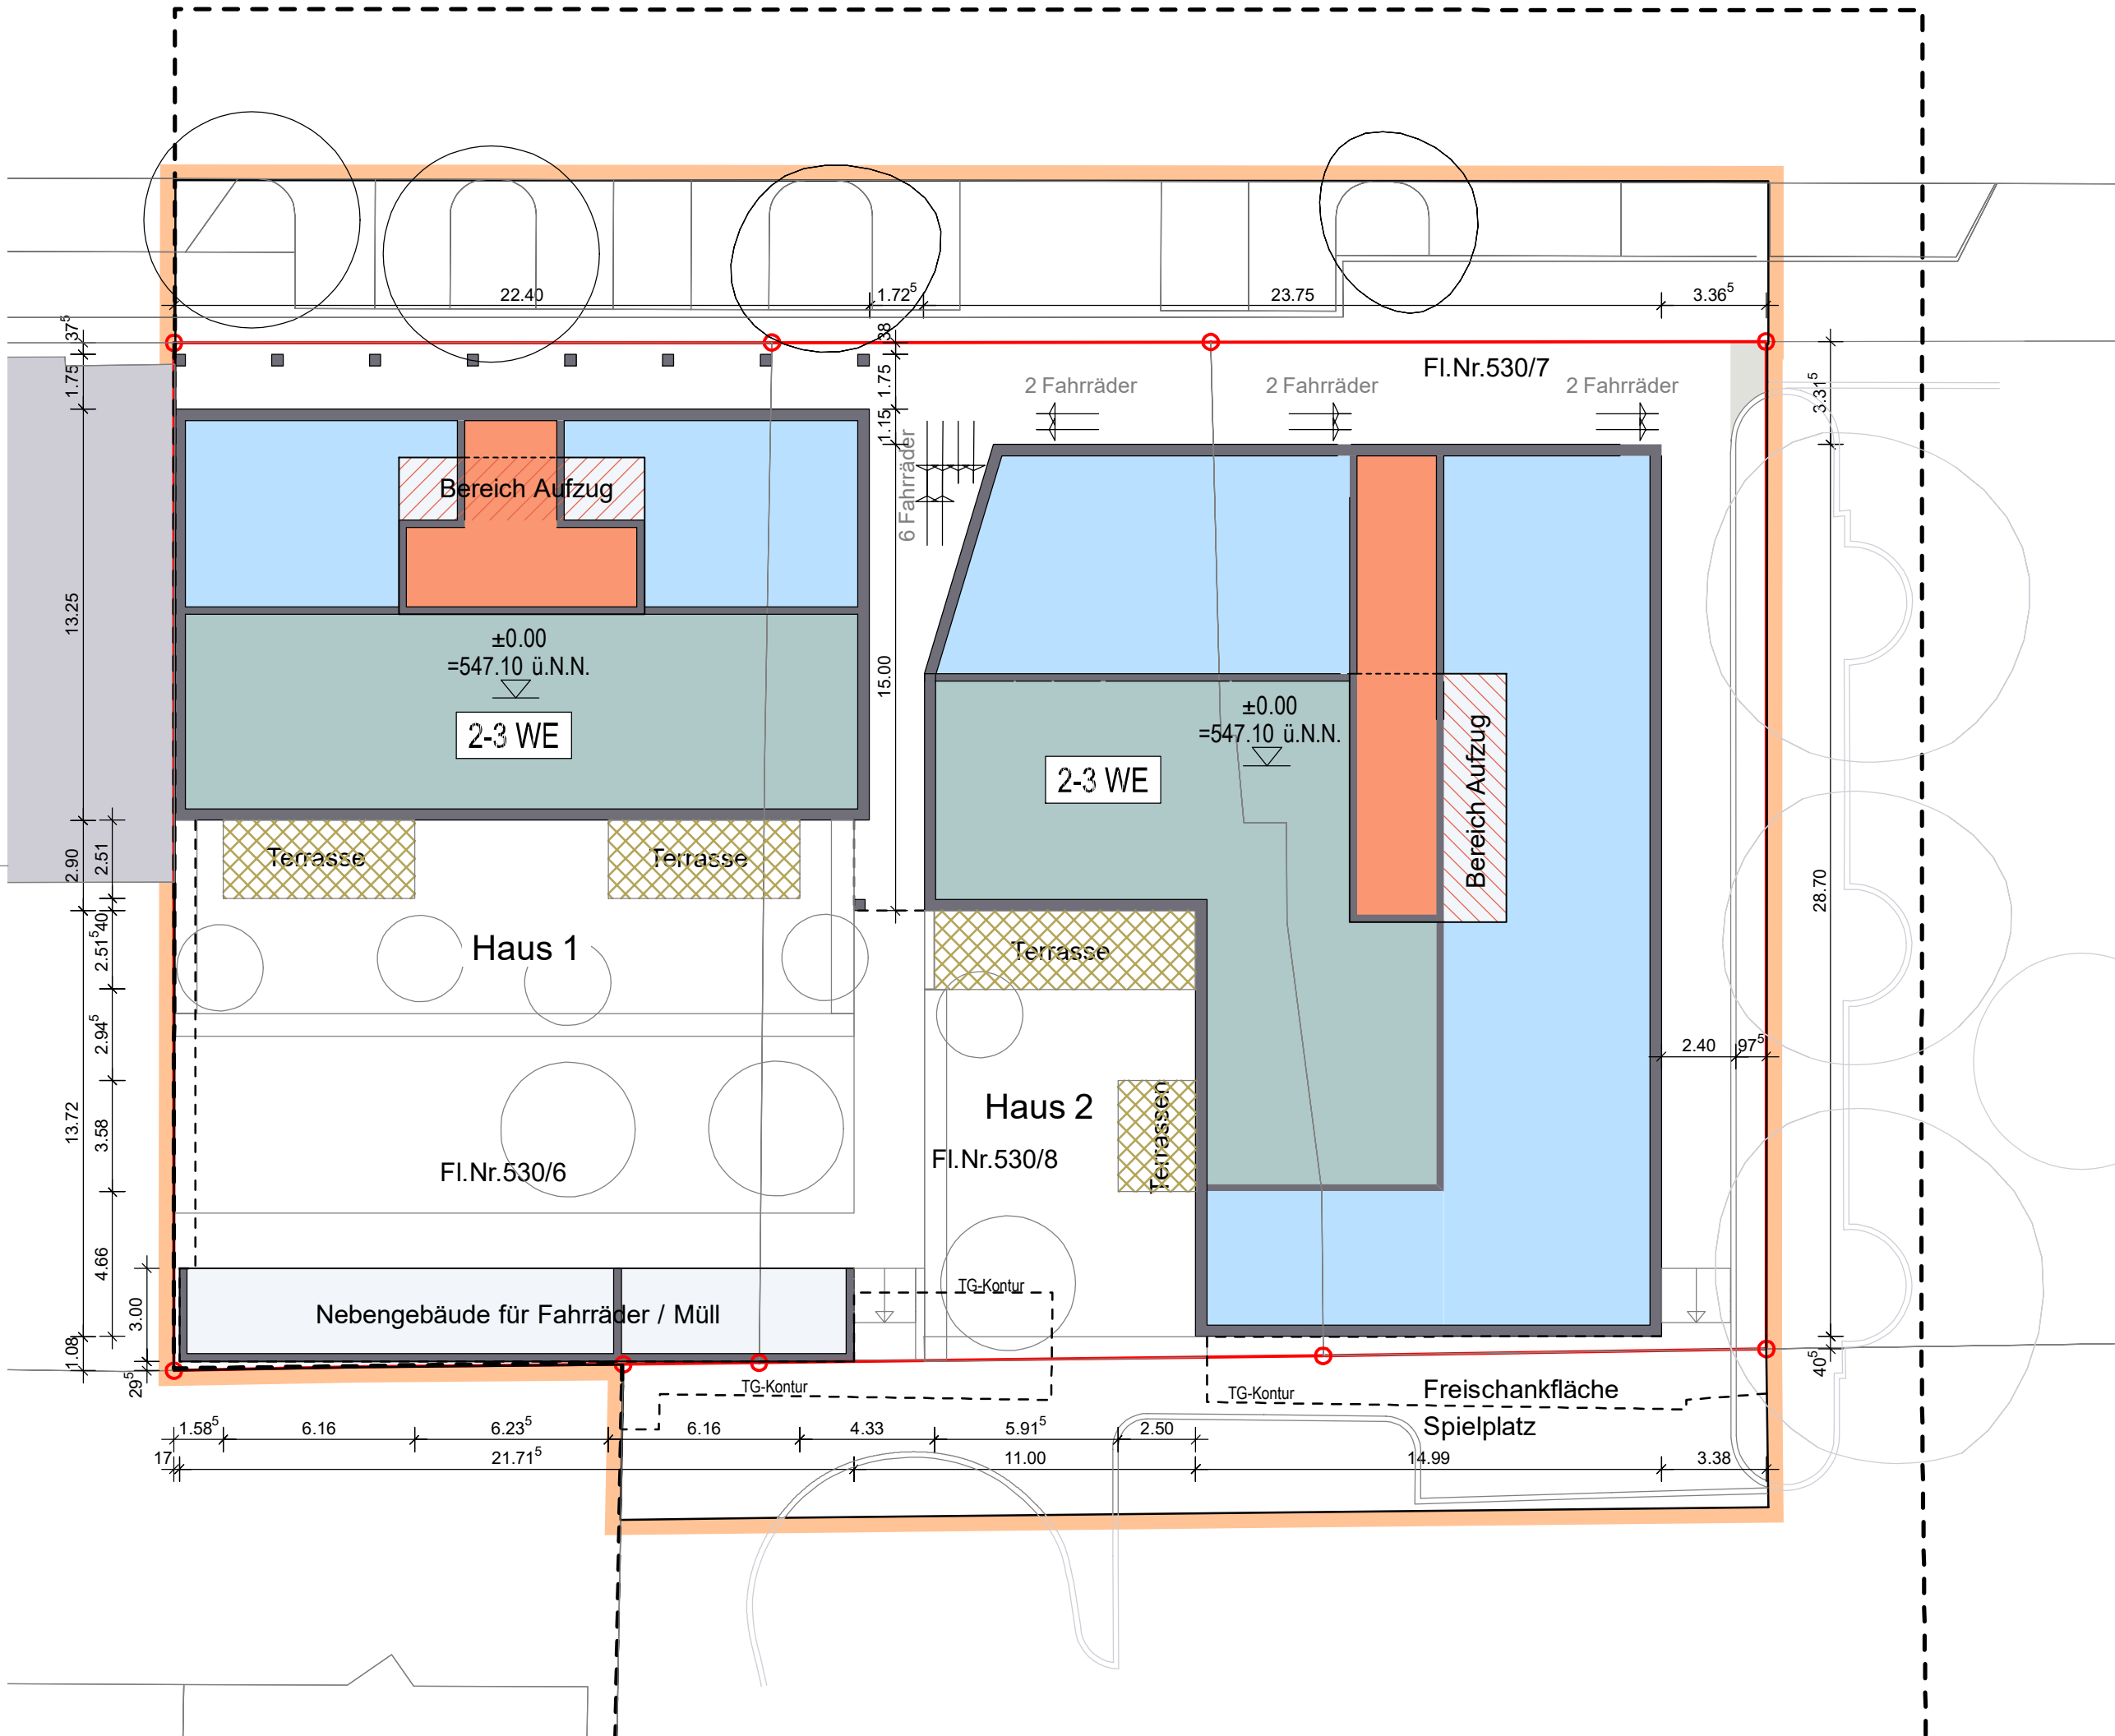 22.40
1.72⁵
23.75
3.36⁵
37⁵
38
1.75
1.75
3.31⁵
Fl.Nr.530/7
2 Fahrräder
2 Fahrräder
2 Fahrräder
1.15
6 Fahrräder
Bereich Aufzug
13.25
±0.00
=547.10 ü.N.N.
2-3 WE
15.00
±0.00
=547.10 ü.N.N.
2-3 WE
Bereich Aufzug
2.90
2.51
Terrasse
Terrasse
28.70
40
2.51⁵
Haus 1
Terrasse
2.94⁵
2.40
97⁵
13.72
3.58
Haus 2
Terrassen
Fl.Nr.530/6
Fl.Nr.530/8
4.66
3.00
Nebengebäude für Fahrräder / Müll
TG-Kontur
1.08
29⁵
40⁵
TG-Kontur
TG-Kontur
Freischankfläche
Spielplatz
1.58⁵
6.16
6.23⁵
6.16
4.33
5.91⁵
2.50
17
21.71⁵
11.00
14.99
3.38